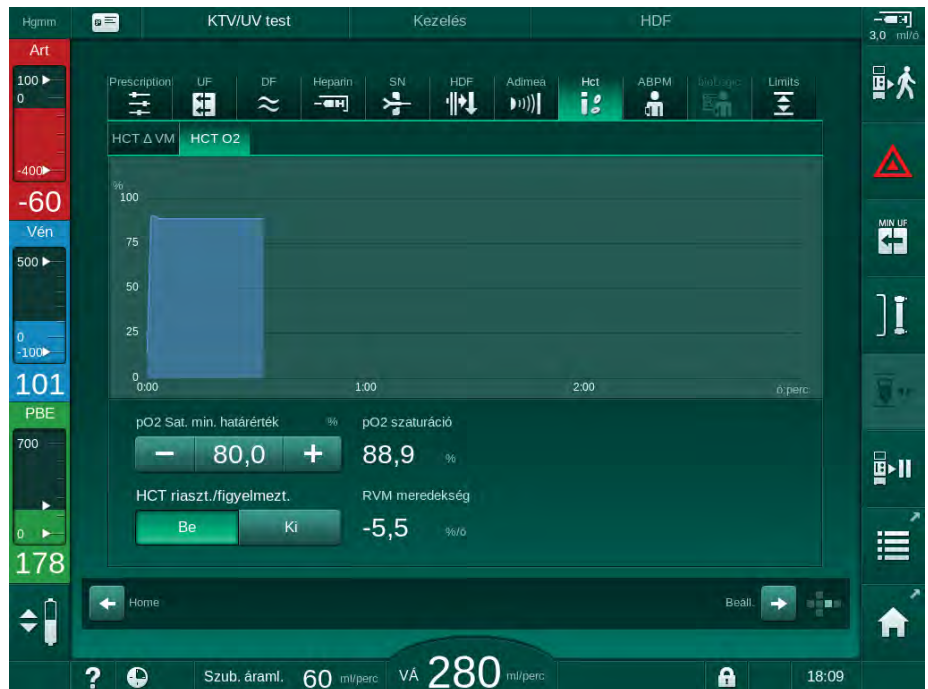 Hgmm KTV/UV test Kezelés HDF
3,0 ml/ó
Art
100
0
-400
-60
Vén
500
0
-100
101
PBE
700
0
178
Prescription UF DF Heparin SN HDF Adimea Hct ABPM bioLogic Limits
HCT Δ VM HCT O2
%
100
75
50
25
0
0:00 1:00 2:00 ó:perc
pO2 Sat. min. határérték % pO2 szaturáció
− 80,0 + 88,9 %
HCT riaszt./figyelmezt. RVM meredekség
Be Ki -5,5 %/ó
MIN UF
Home Beáll.
? Szub. áraml. 60 ml/perc VÁ 280 ml/perc 18:09